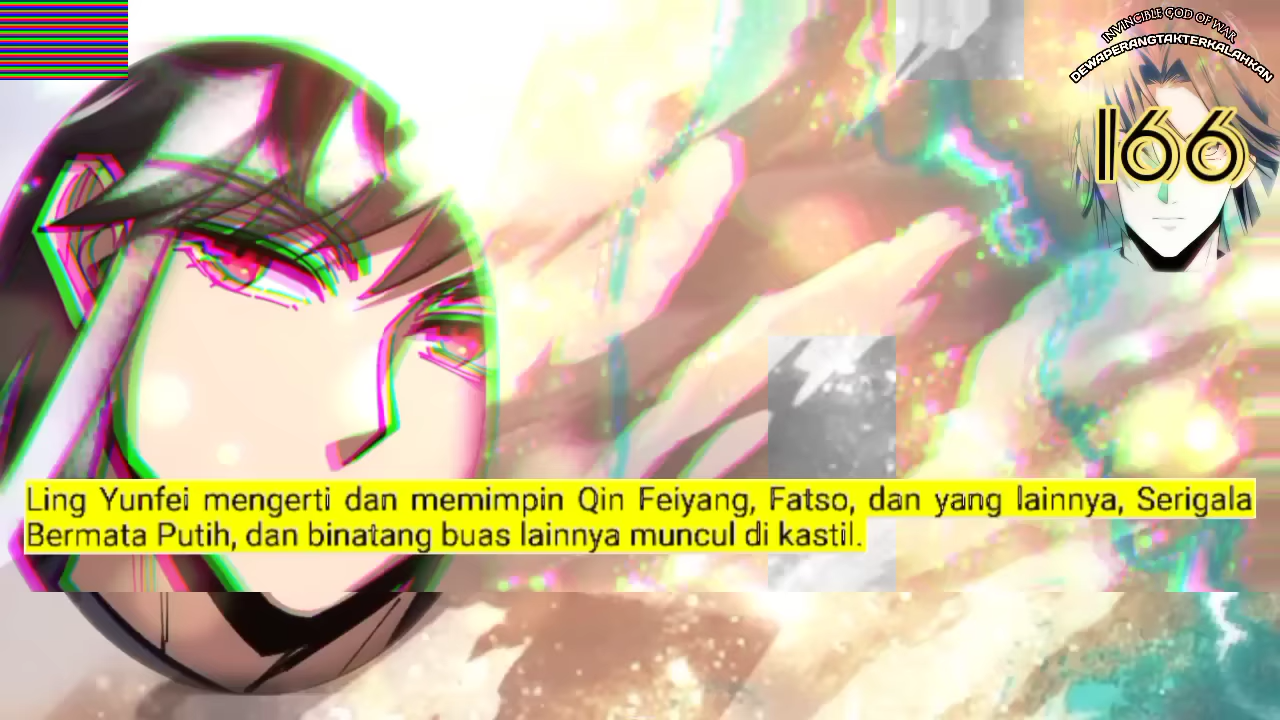 INVINCIBLE GOD OF WAR
DEWAPERANGTAKTERKALAHKAN
166
Ling Yunfei mengerti dan memimpin Qin Feiyang, Fatso, dan yang lainnya, Serigala
Bermata Putih, dan binatang buas lainnya muncul di kastil.